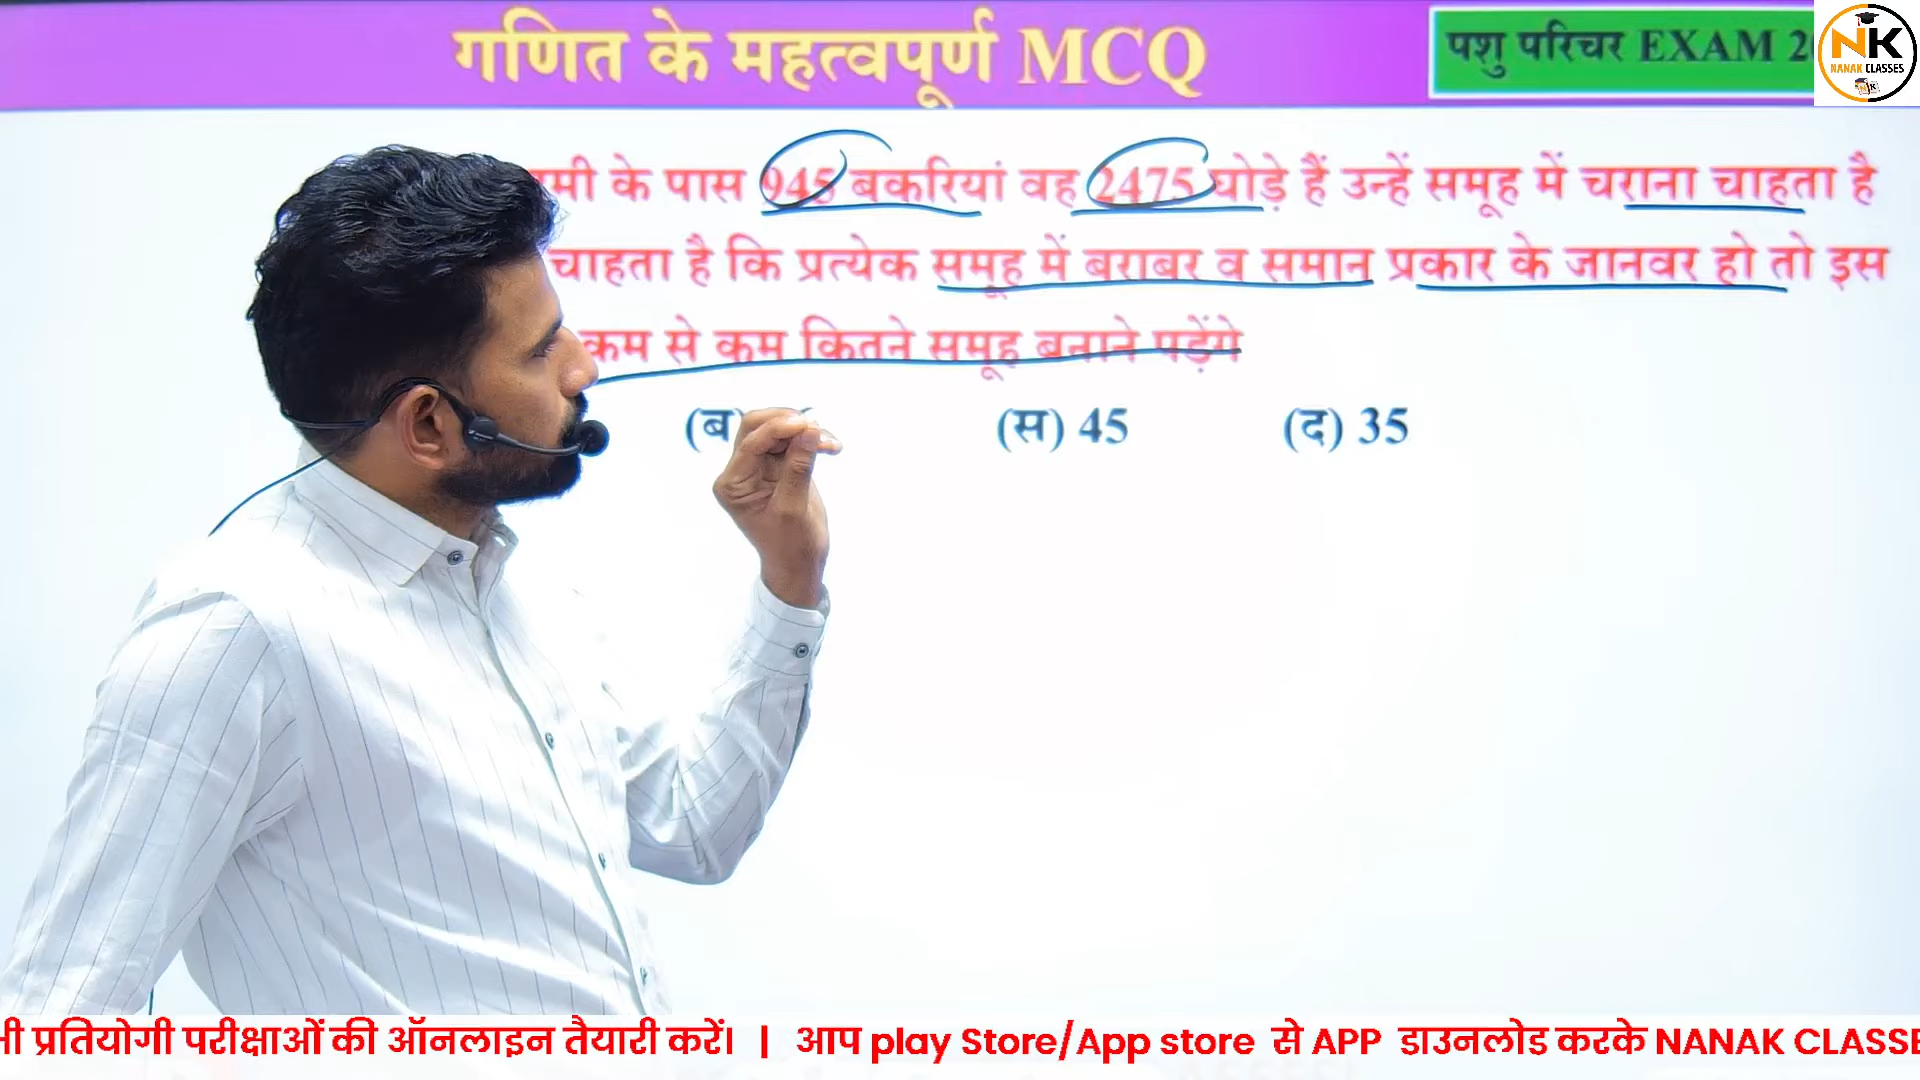 गणित के महत्वपूर्ण MCQ
पशु परिचर EXAM
NK
NANAK CLASSES
के पास 945 बकरियां वह 2475 घोड़े हैं उन्हें समूह में चराना चाहता है
चाहता है कि प्रत्येक समूह में बराबर व समान प्रकार के जानवर हो तो इस
कम से कम कितने समूह बनाने पड़ेंगे
(ब) (स) 45 (द) 35
प्रतियोगी परीक्षाओं की ऑनलाइन तैयारी करें। | आप play Store/App store से APP डाउनलोड करके NANAK